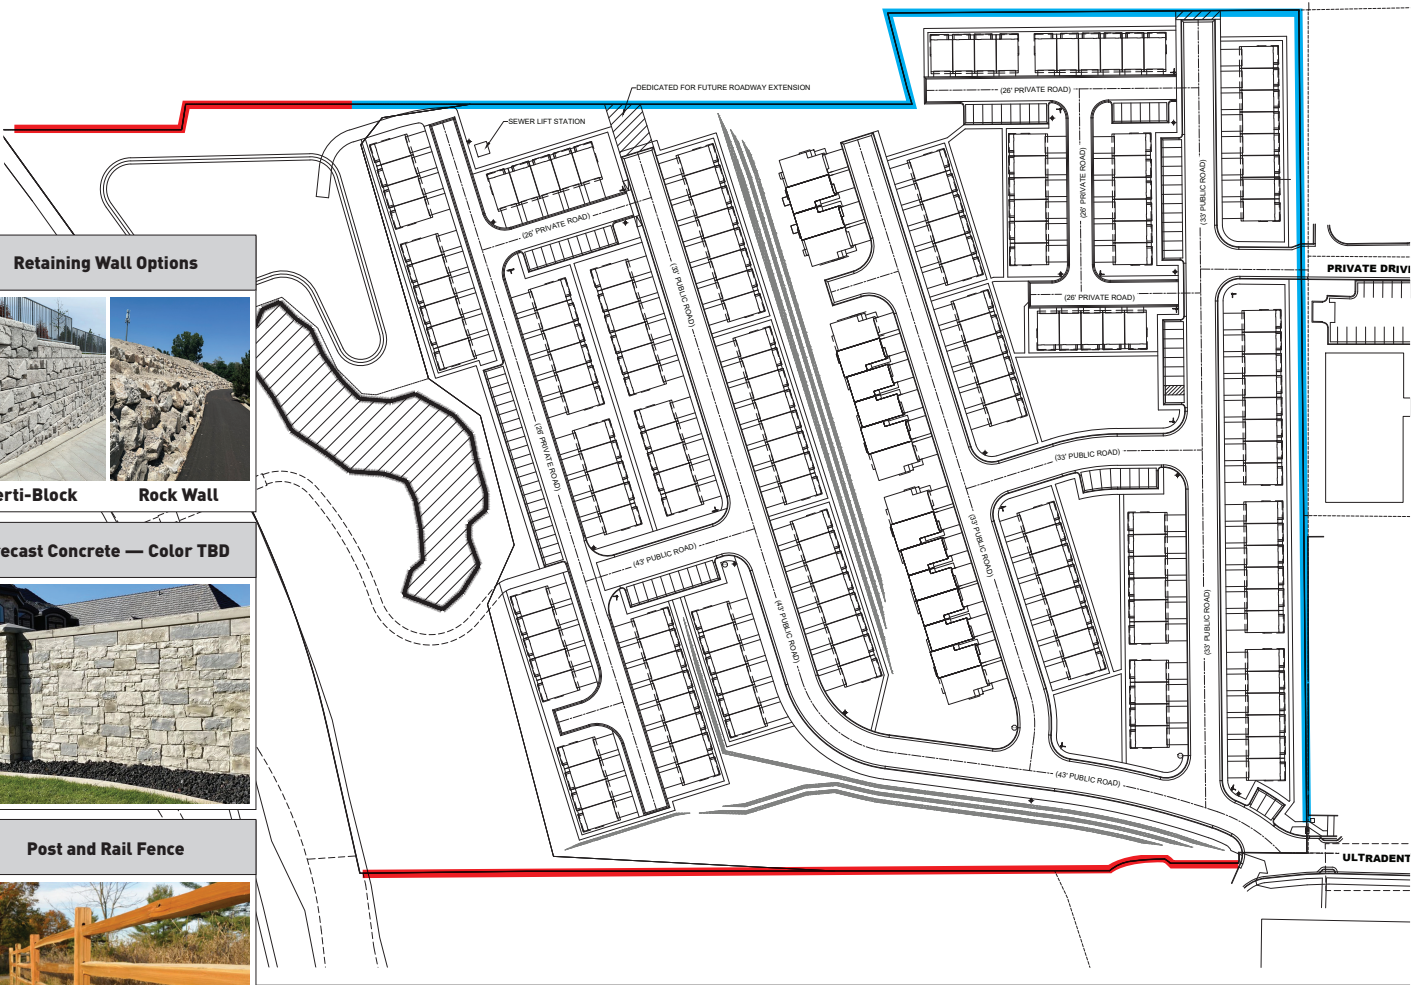 DEDICATED FOR FUTURE ROADWAY EXTENSION
SEWER LIFT STATION
(26' PRIVATE ROAD)
(26' PRIVATE ROAD)
(33' PUBLIC ROAD)
(26' PRIVATE ROAD)
(33' PUBLIC ROAD)
(26' PRIVATE ROAD)
PRIVATE DRIV
Retaining Wall Options
erti-Block
Rock Wall
(26' PRIVATE ROAD)
(33' PUBLIC ROAD)
(33' PUBLIC ROAD)
(43' PUBLIC ROAD)
ecast Concrete — Color TBD
(43' PUBLIC ROAD)
(33' PUBLIC ROAD)
(43' PUBLIC ROAD)
Post and Rail Fence
ULTRADENT